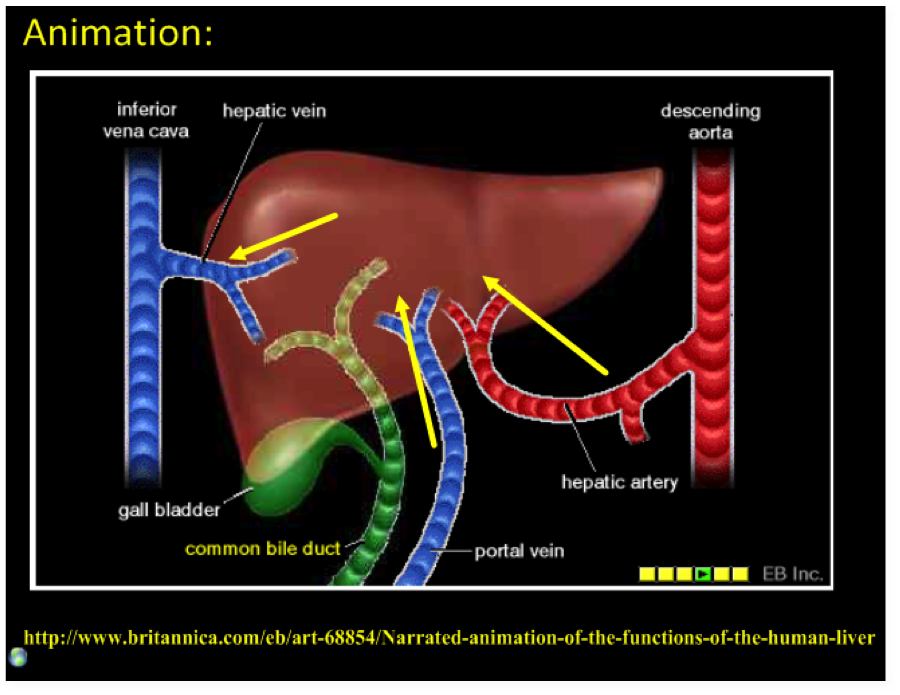 Animation:
inferior
vena cava
hepatic vein
descending
aorta
hepatic artery
gall bladder
common bile duct
portal vein
EB Inc.
http://www.britannica.com/eb/art-68854/Narrated-animation-of-the-functions-of-the-human-liver